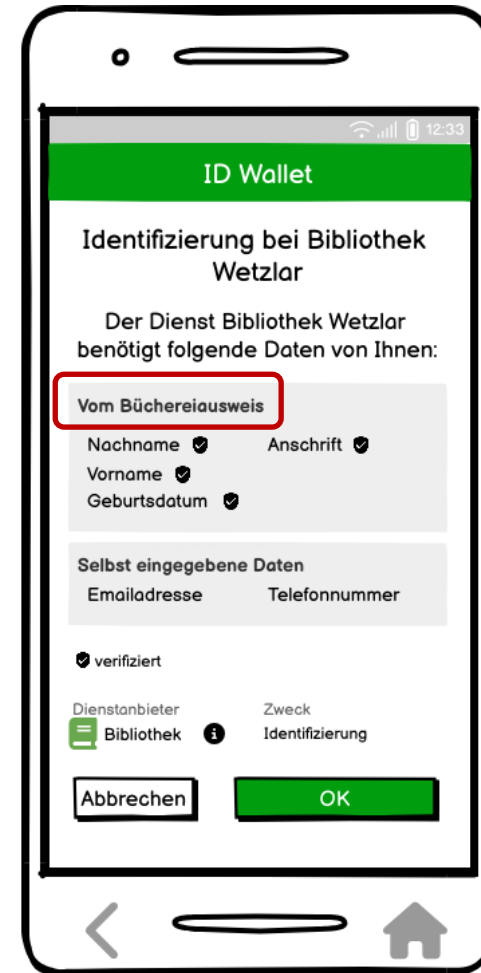 12:33
ID Wallet
Identifizierung bei Bibliothek
Wetzlar
Der Dienst Bibliothek Wetzlar
benötigt folgende Daten von Ihnen:
Vom Büchereiausweis
Nachname Anschrift
Vorname
Geburtsdatum
Selbst eingegebene Daten
Emailadresse Telefonnummer
verifiziert
Dienstanbieter Zweck
Bibliothek Identifizierung
Abbrechen OK